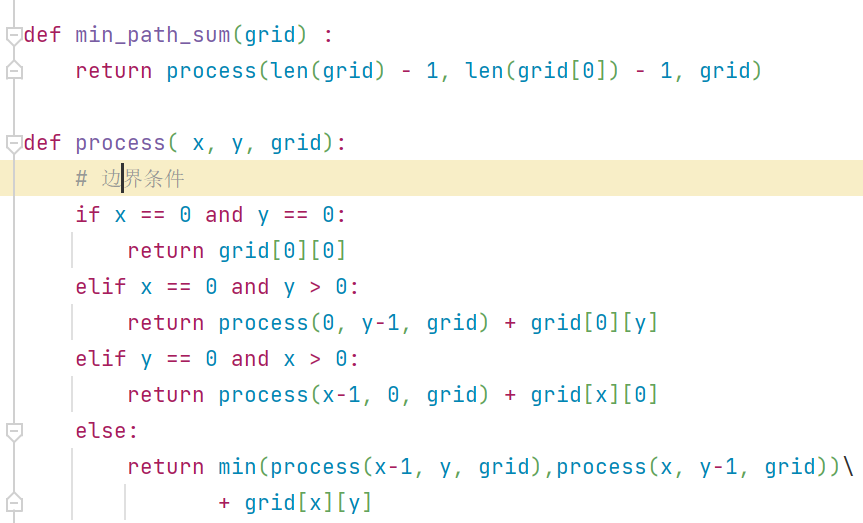 def min_path_sum(grid) :
    return process(len(grid) - 1, len(grid[0]) - 1, grid)
def process( x, y, grid):
    # 边界条件
    if x == 0 and y == 0:
        return grid[0][0]
    elif x == 0 and y > 0:
        return process(0, y-1, grid) + grid[0][y]
    elif y == 0 and x > 0:
        return process(x-1, 0, grid) + grid[x][0]
    else:
        return min(process(x-1, y, grid),process(x, y-1, grid))\
               + grid[x][y]